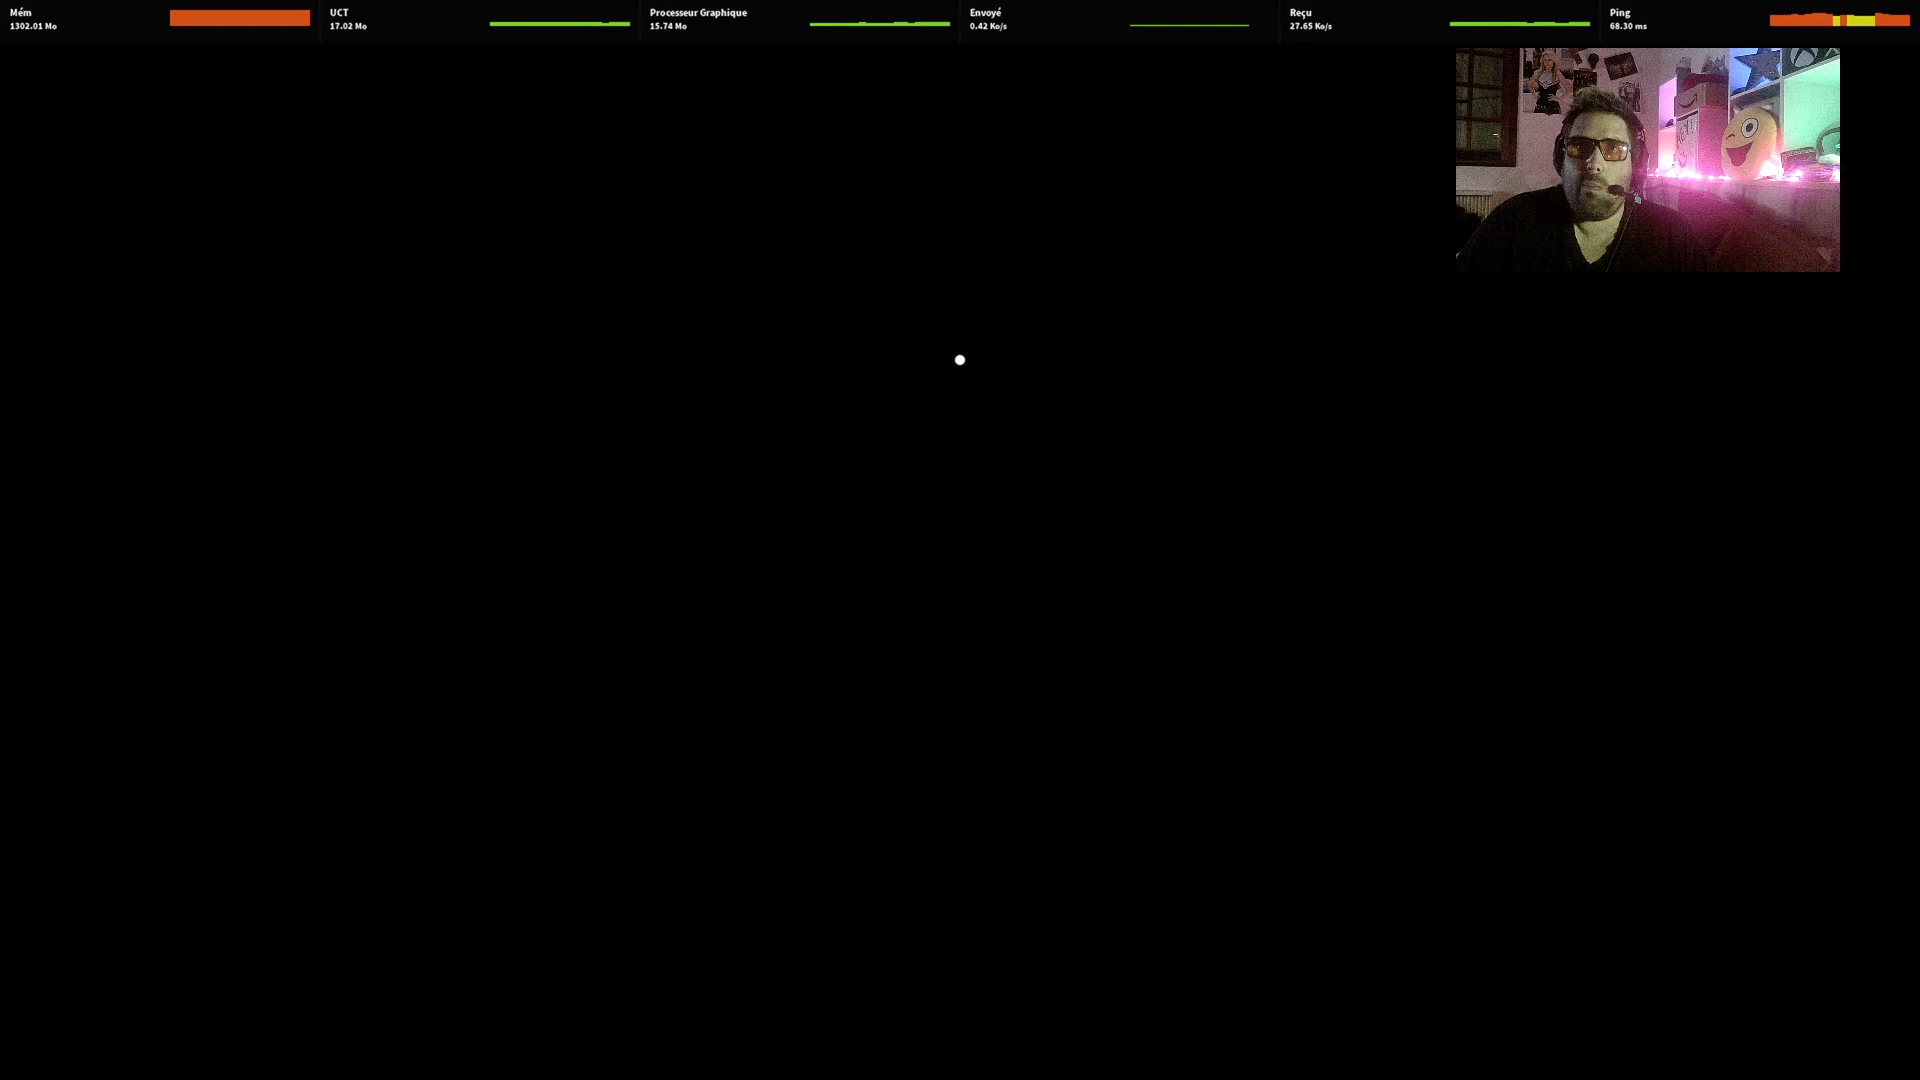 Mém
1302.01 Mo
UCT
17.02 Mo
Processeur Graphique
15.74 Mo
Envoyé
0.42 Ko/s
Reçu
27.65 Ko/s
Ping
68.30 ms